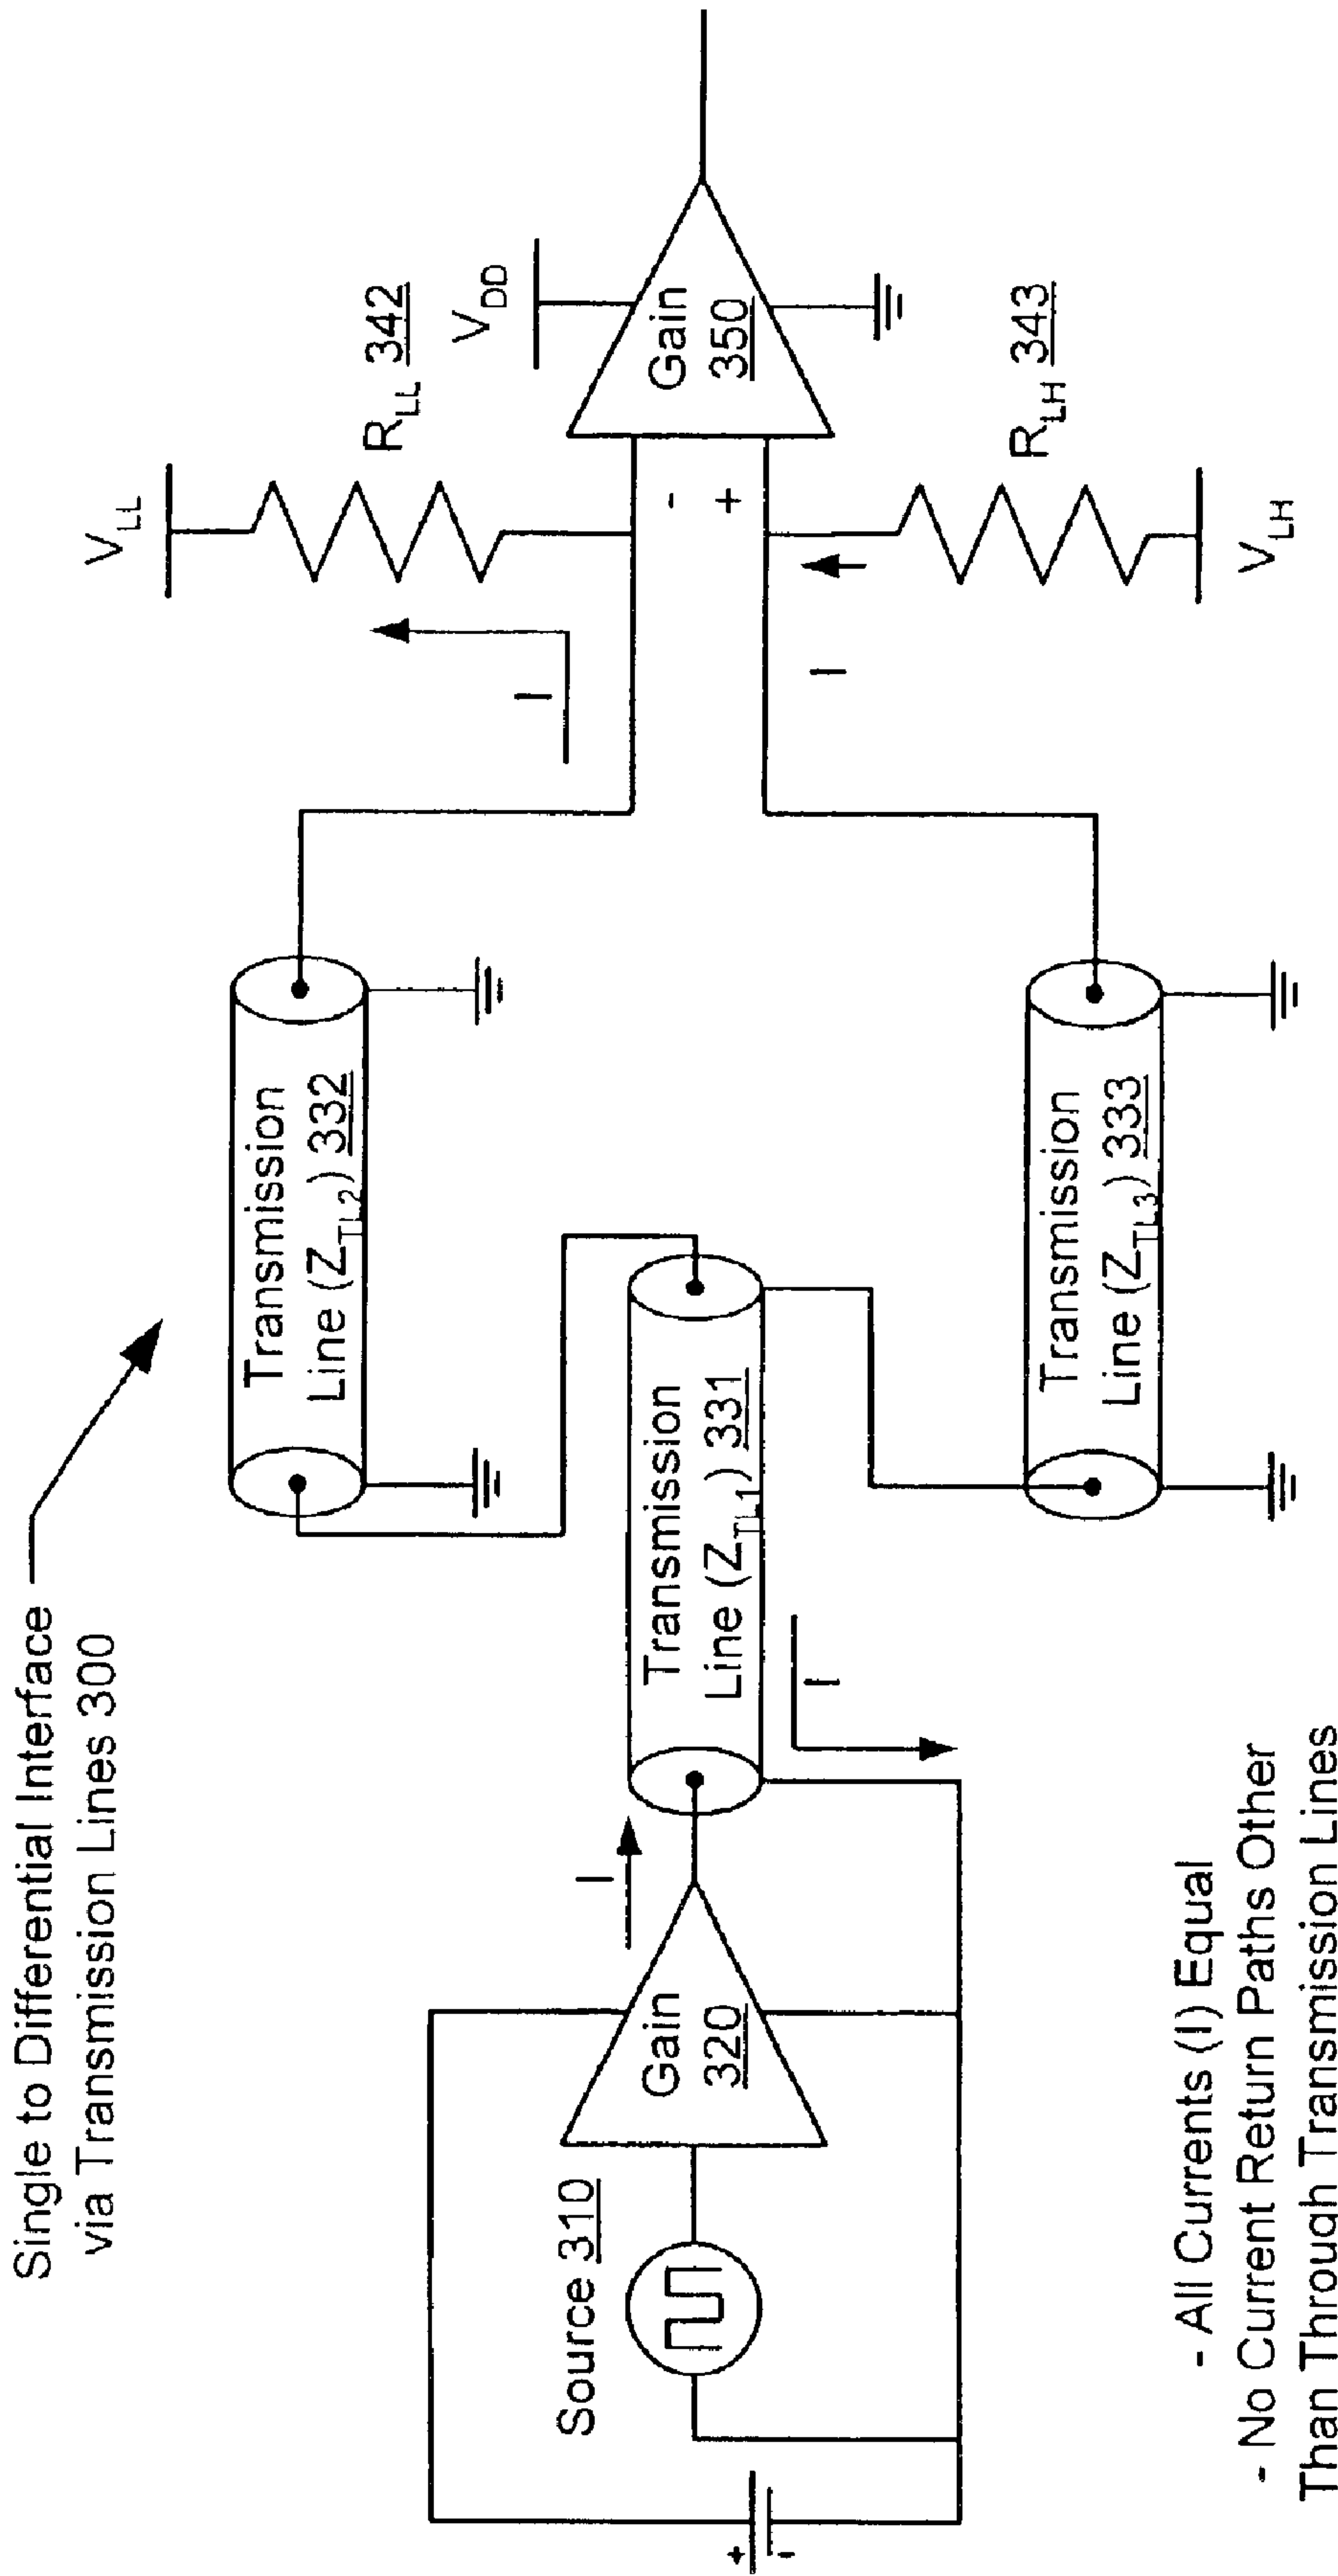 Single to Differential Interface
via Transmission Lines 300
V_LL
R_LL 342
V_DD
Transmission
Line (Z_TL2) 332
I
-
+
Gain
350
I
R_LH 343
V_LH
Source 310
Gain
320
I
Transmission
Line (Z_TL1) 331
I
Transmission
Line (Z_TL3) 333
+
-
- All Currents (I) Equal
- No Current Return Paths Other
Than Through Transmission Lines